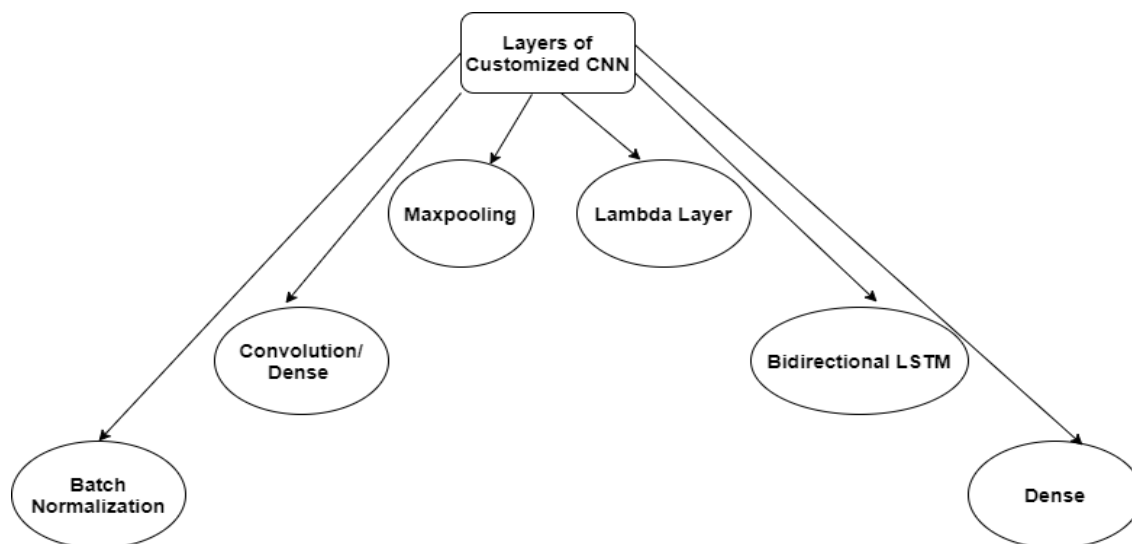 Layers of
Customized CNN
Maxpooling
Lambda Layer
Convolution/
Dense
Bidirectional LSTM
Batch
Normalization
Dense